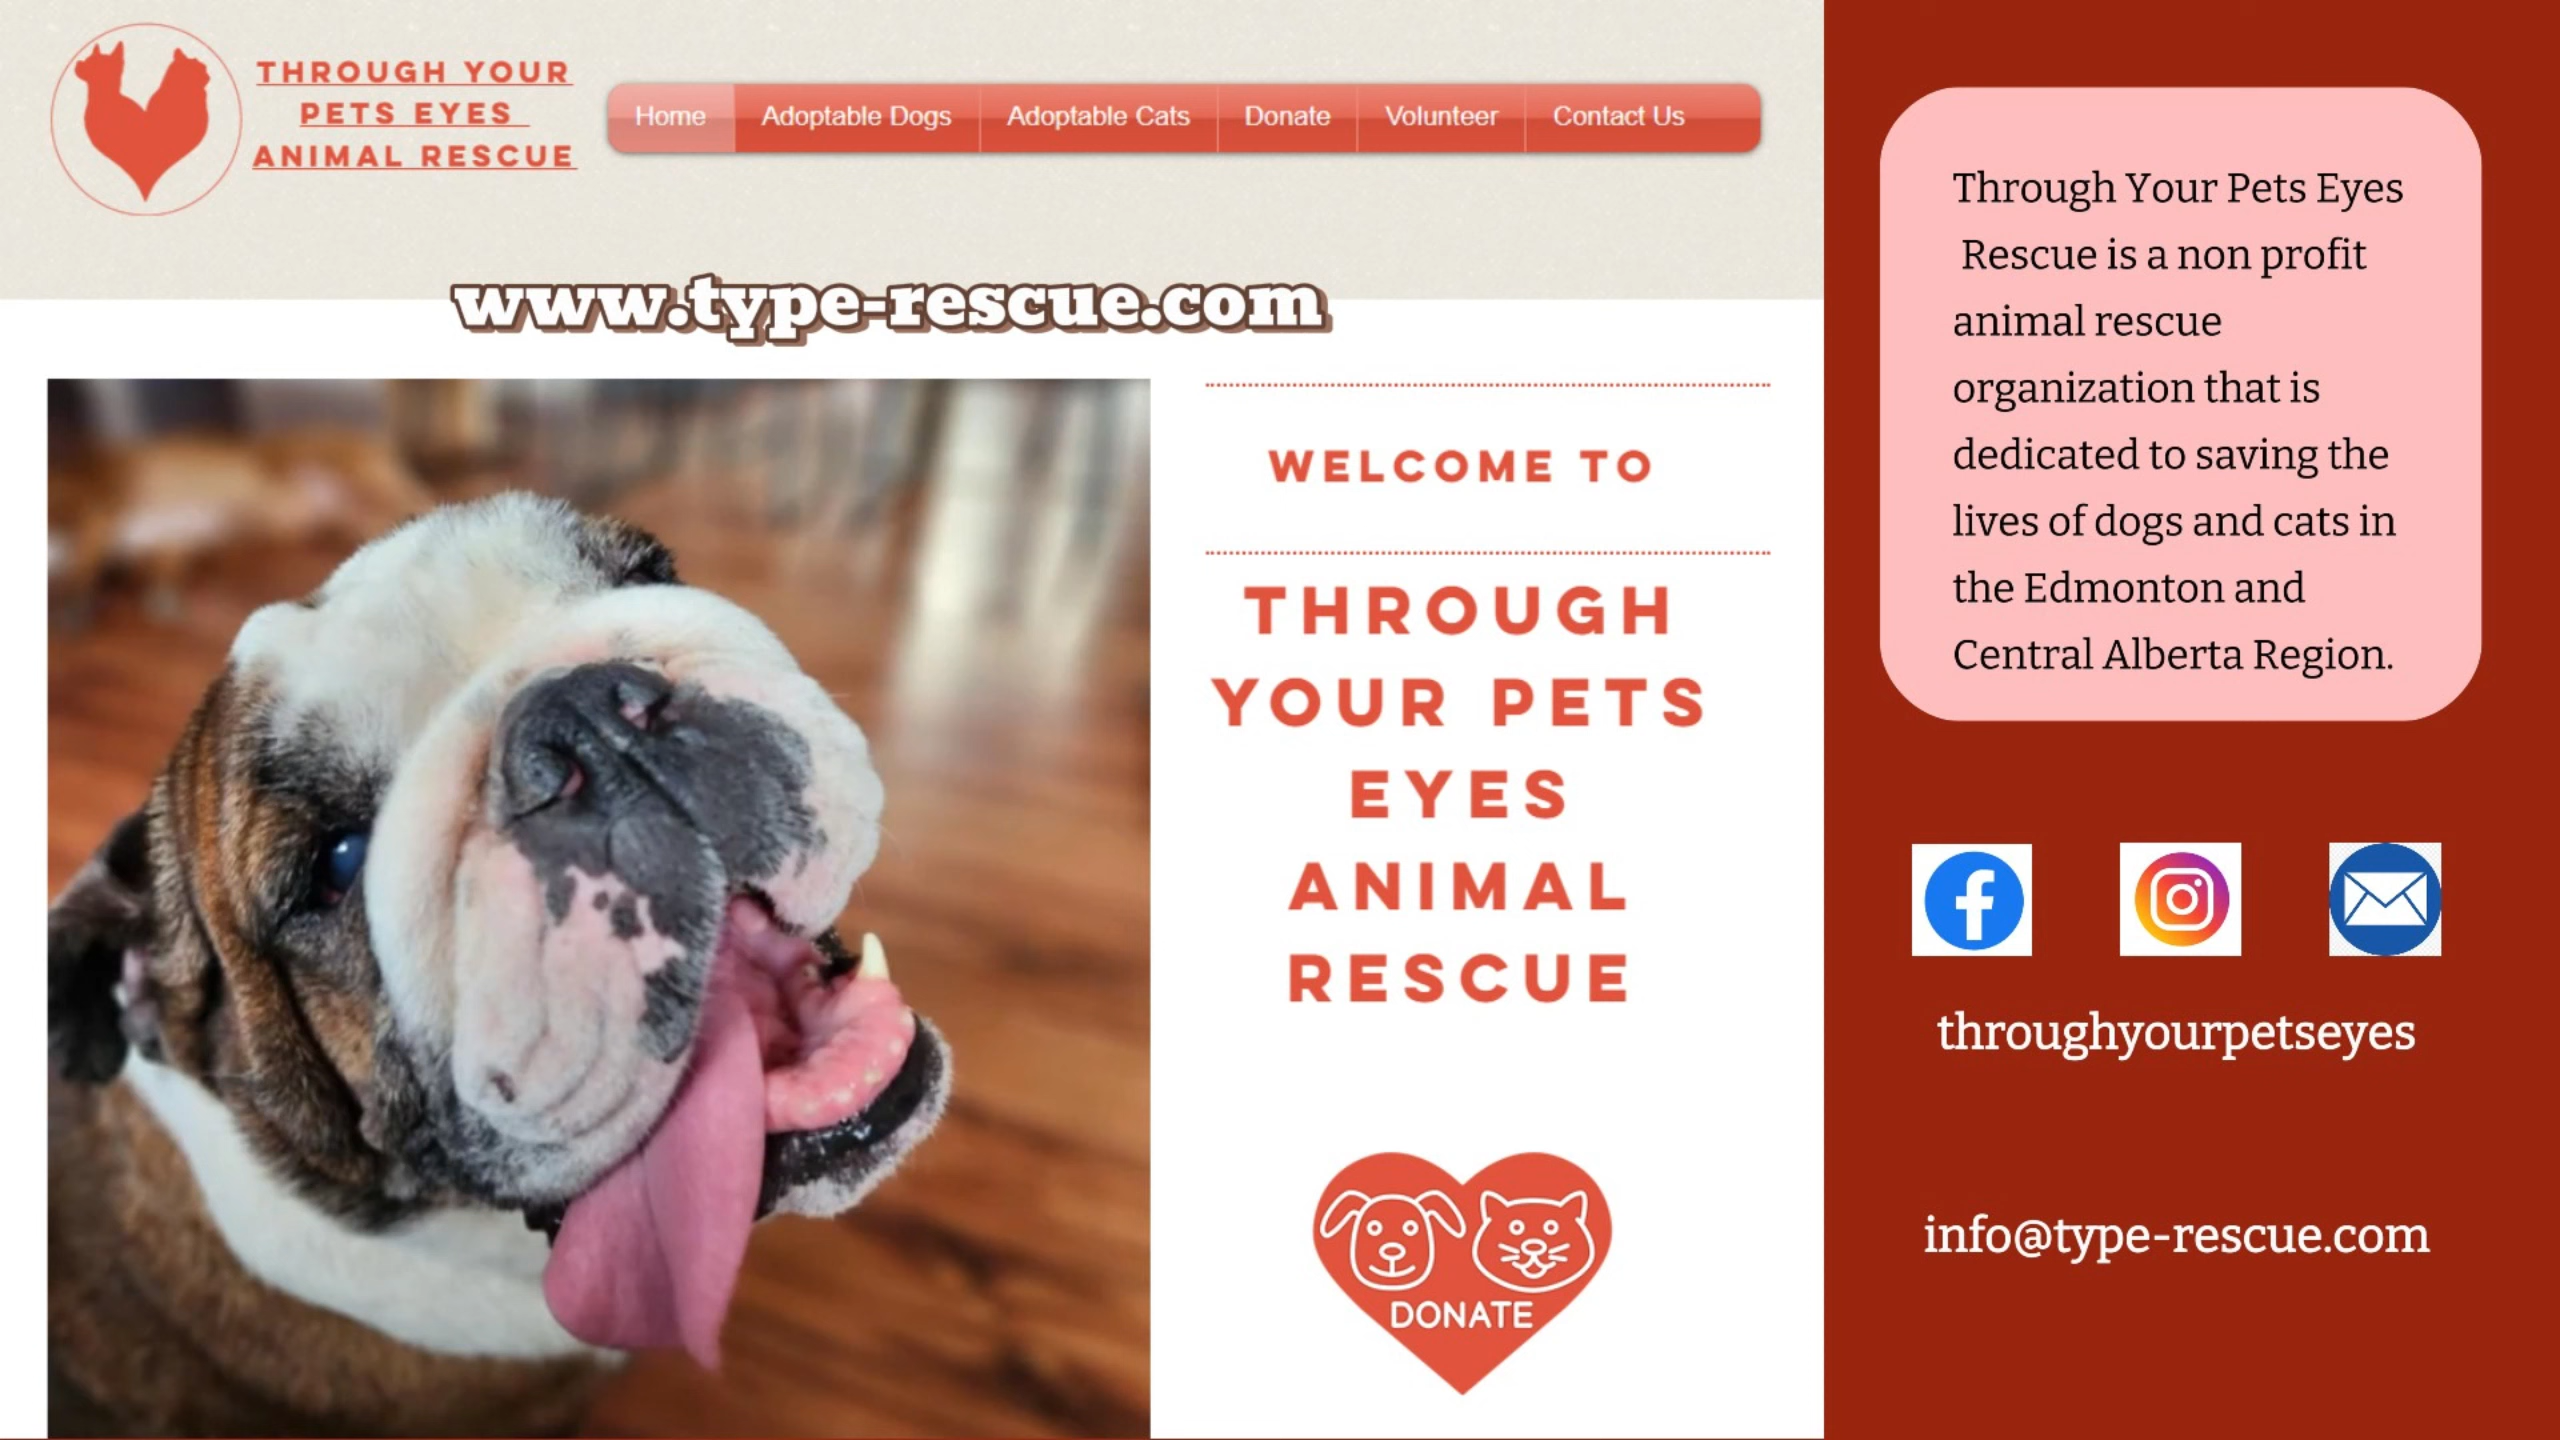 THROUGH YOUR
PETS EYES
ANIMAL RESCUE
Home
Adoptable Dogs
Adoptable Cats
Donate
Volunteer
Contact Us
www.type-rescue.com
WELCOME TO
THROUGH
YOUR PETS
EYES
ANIMAL
RESCUE
DONATE
Through Your Pets Eyes
Rescue is a non profit
animal rescue
organization that is
dedicated to saving the
lives of dogs and cats in
the Edmonton and
Central Alberta Region.
throughyourpetseyes
info@type-rescue.com